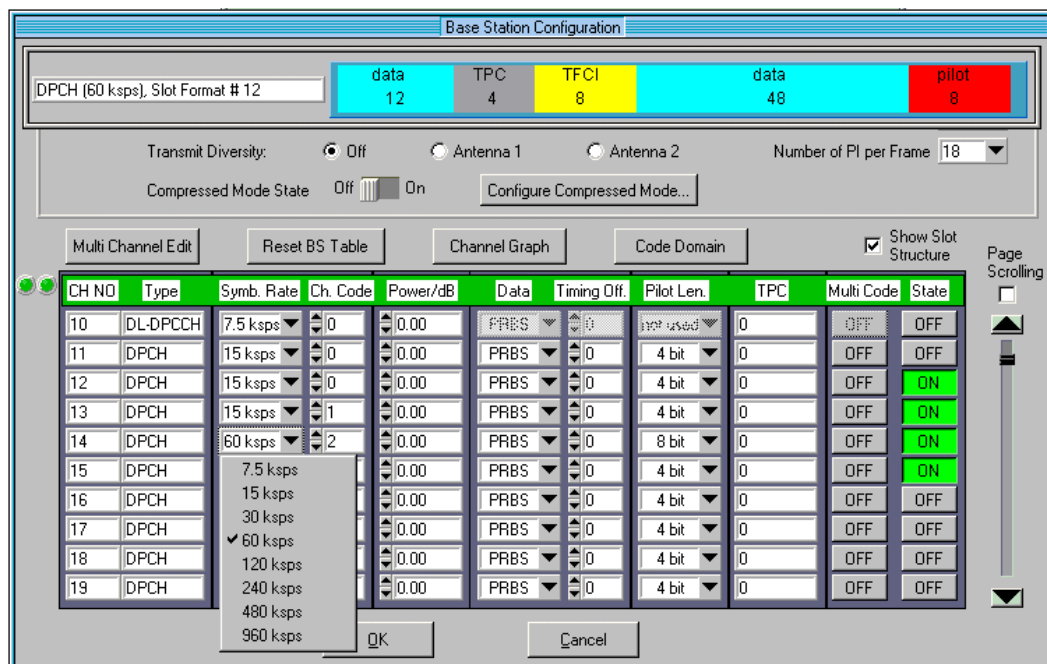 Base Station Configuration
DPCH (60 ksps), Slot Format # 12
data TPC TFCI data pilot
12 4 8 48 8
Transmit Diversity: Off Antenna 1 Antenna 2 Number of PI per Frame 18
Compressed Mode State Off On Configure Compressed Mode...
Multi Channel Edit Reset BS Table Channel Graph Code Domain Show Slot Structure Page Scrolling
CH NO Type Symb. Rate Ch. Code Power/dB Data Timing Off. Pilot Len. TPC Multi Code State
10 DL-DPCCH 7.5 ksps 0 0.00 PRBS 0 not used 0 OFF OFF
11 DPCH 15 ksps 0 0.00 PRBS 0 4 bit 0 OFF OFF
12 DPCH 15 ksps 0 0.00 PRBS 0 4 bit 0 OFF ON
13 DPCH 15 ksps 1 0.00 PRBS 0 4 bit 0 OFF ON
14 DPCH 60 ksps 2 0.00 PRBS 0 8 bit 0 OFF ON
15 DPCH 0.00 PRBS 0 4 bit 0 OFF ON
16 DPCH 0.00 PRBS 0 4 bit 0 OFF OFF
17 DPCH 0.00 PRBS 0 4 bit 0 OFF OFF
18 DPCH 0.00 PRBS 0 4 bit 0 OFF OFF
19 DPCH 0.00 PRBS 0 4 bit 0 OFF OFF
7.5 ksps
15 ksps
30 ksps
60 ksps
120 ksps
240 ksps
480 ksps
960 ksps
OK Cancel